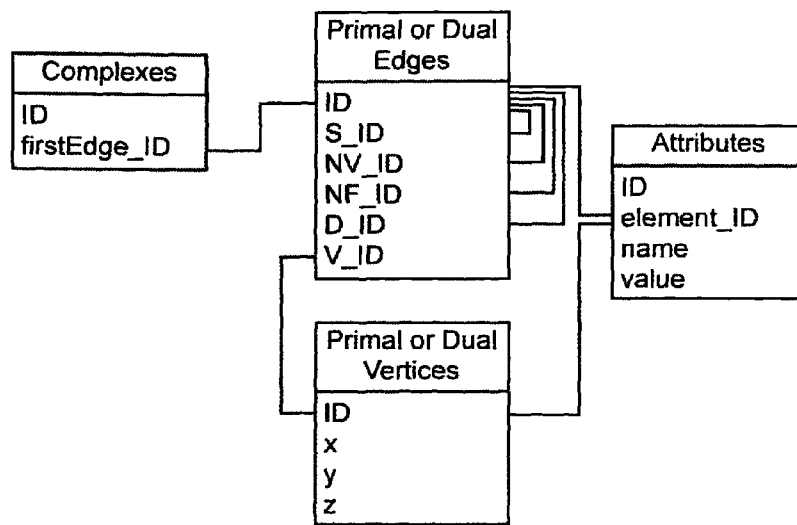 Complexes
ID
firstEdge_ID
Primal or Dual
Edges
ID
S_ID
NV_ID
NF_ID
D_ID
V_ID
Primal or Dual
Vertices
ID
x
y
z
Attributes
ID
element_ID
name
value